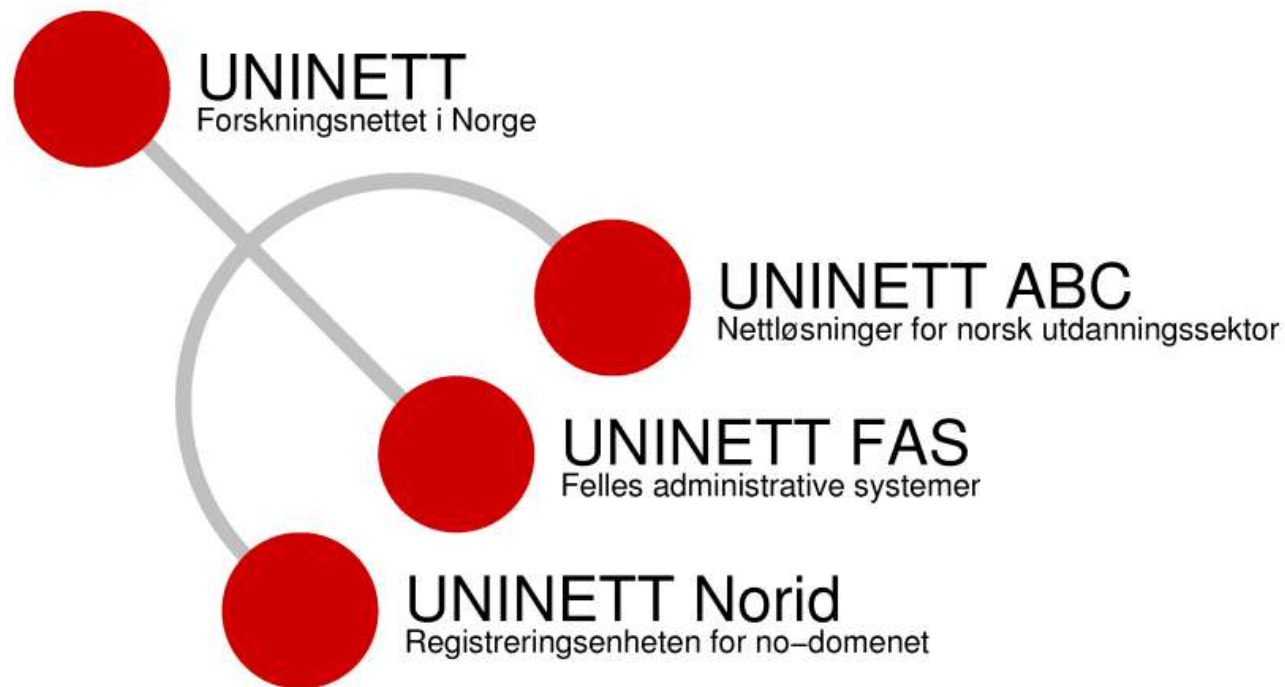 UNINETT
Forskningsnettet i Norge
UNINETT ABC
Nettløsninger for norsk utdanningssektor
UNINETT FAS
Felles administrative systemer
UNINETT Norid
Registreringsenheten for no–domenet